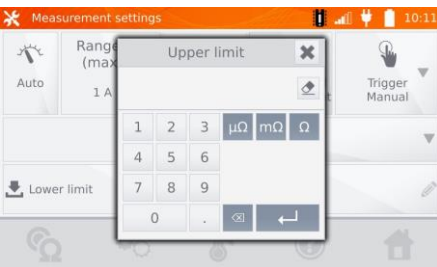 Measurement settings 10:11
Range
(max
1 A
Auto
Upper limit
Trigger
Manual
1 2 3 μΩ mΩ Ω
4 5 6
7 8 9
0 .
Lower limit
Ω